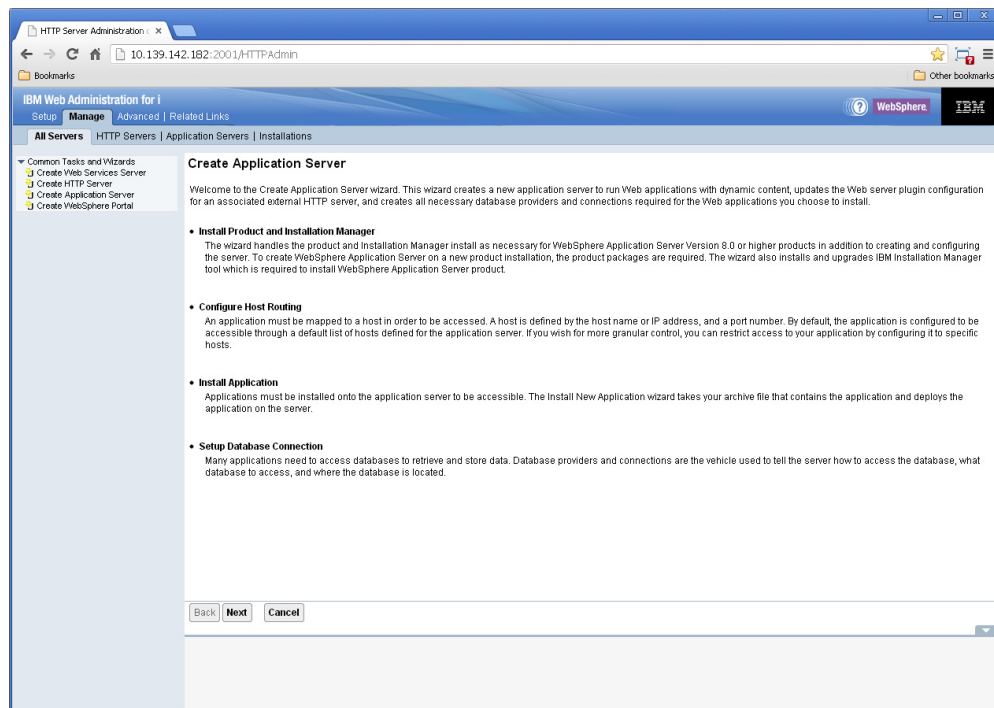 HTTP Server Administration
10.139.142.182:2001/HTTPAdmin
Bookmarks
Other bookmarks
IBM Web Administration for i
Setup Manage Advanced | Related Links
WebSphere.
IBM
All Servers HTTP Servers | Application Servers | Installations
Common Tasks and Wizards
Create Web Services Server
Create HTTP Server
Create Application Server
Create WebSphere Portal
Create Application Server
Welcome to the Create Application Server wizard. This wizard creates a new application server to run Web applications with dynamic content, updates the Web server plugin configuration
for an associated external HTTP server, and creates all necessary database providers and connections required for the Web applications you choose to install.
• Install Product and Installation Manager
The wizard handles the product and Installation Manager install as necessary for WebSphere Application Server Version 8.0 or higher products in addition to creating and configuring
the server. To create WebSphere Application Server on a new product installation, the product packages are required. The wizard also installs and upgrades IBM Installation Manager
tool which is required to install WebSphere Application Server product.
• Configure Host Routing
An application must be mapped to a host in order to be accessed. A host is defined by the host name or IP address, and a port number. By default, the application is configured to be
accessible through a default list of hosts defined for the application server. If you wish for more granular control, you can restrict access to your application by configuring it to specific
hosts.
• Install Application
Applications must be installed onto the application server to be accessible. The Install New Application wizard takes your archive file that contains the application and deploys the
application on the server.
• Setup Database Connection
Many applications need to access databases to retrieve and store data. Database providers and connections are the vehicle used to tell the server how to access the database, what
database to access, and where the database is located.
Back Next Cancel